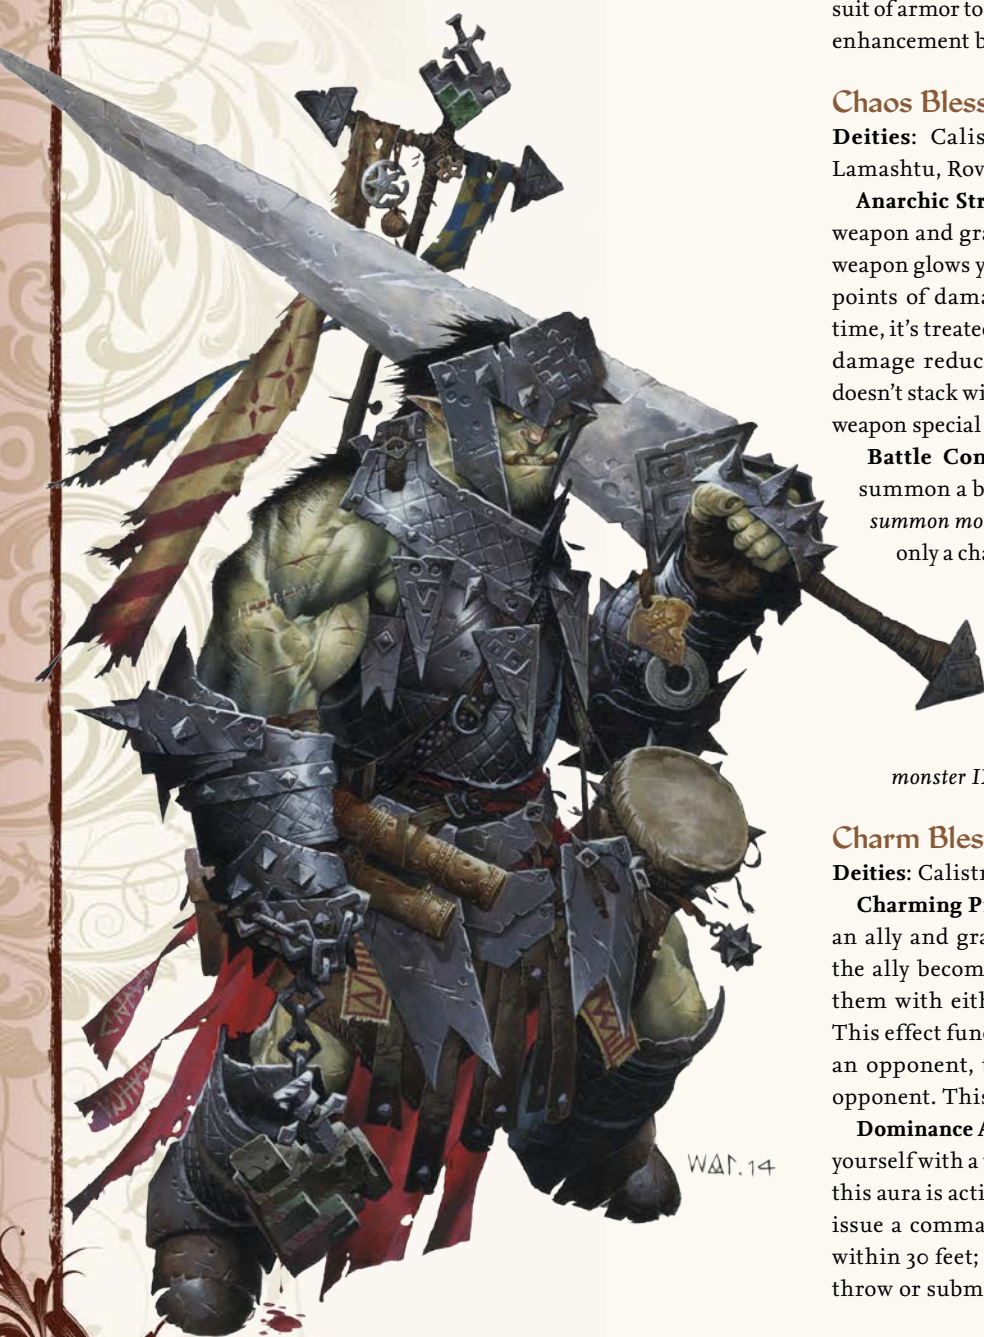 suit of armor to
enhancement b
Chaos Bless
Deities: Calis
Lamashtu, Rov
Anarchic Str
weapon and gra
weapon glows y
points of dama
time, it's treated
damage reduc
doesn't stack wi
weapon special
Battle Con
summon a b
summon mo
only a cha
monster I
Charm Bles
Deities: Calistr
Charming P
an ally and gra
the ally becom
them with eith
This effect func
an opponent, t
opponent. This
Dominance A
yourself with a
this aura is acti
issue a comma
within 30 feet;
throw or subm
WAR.14